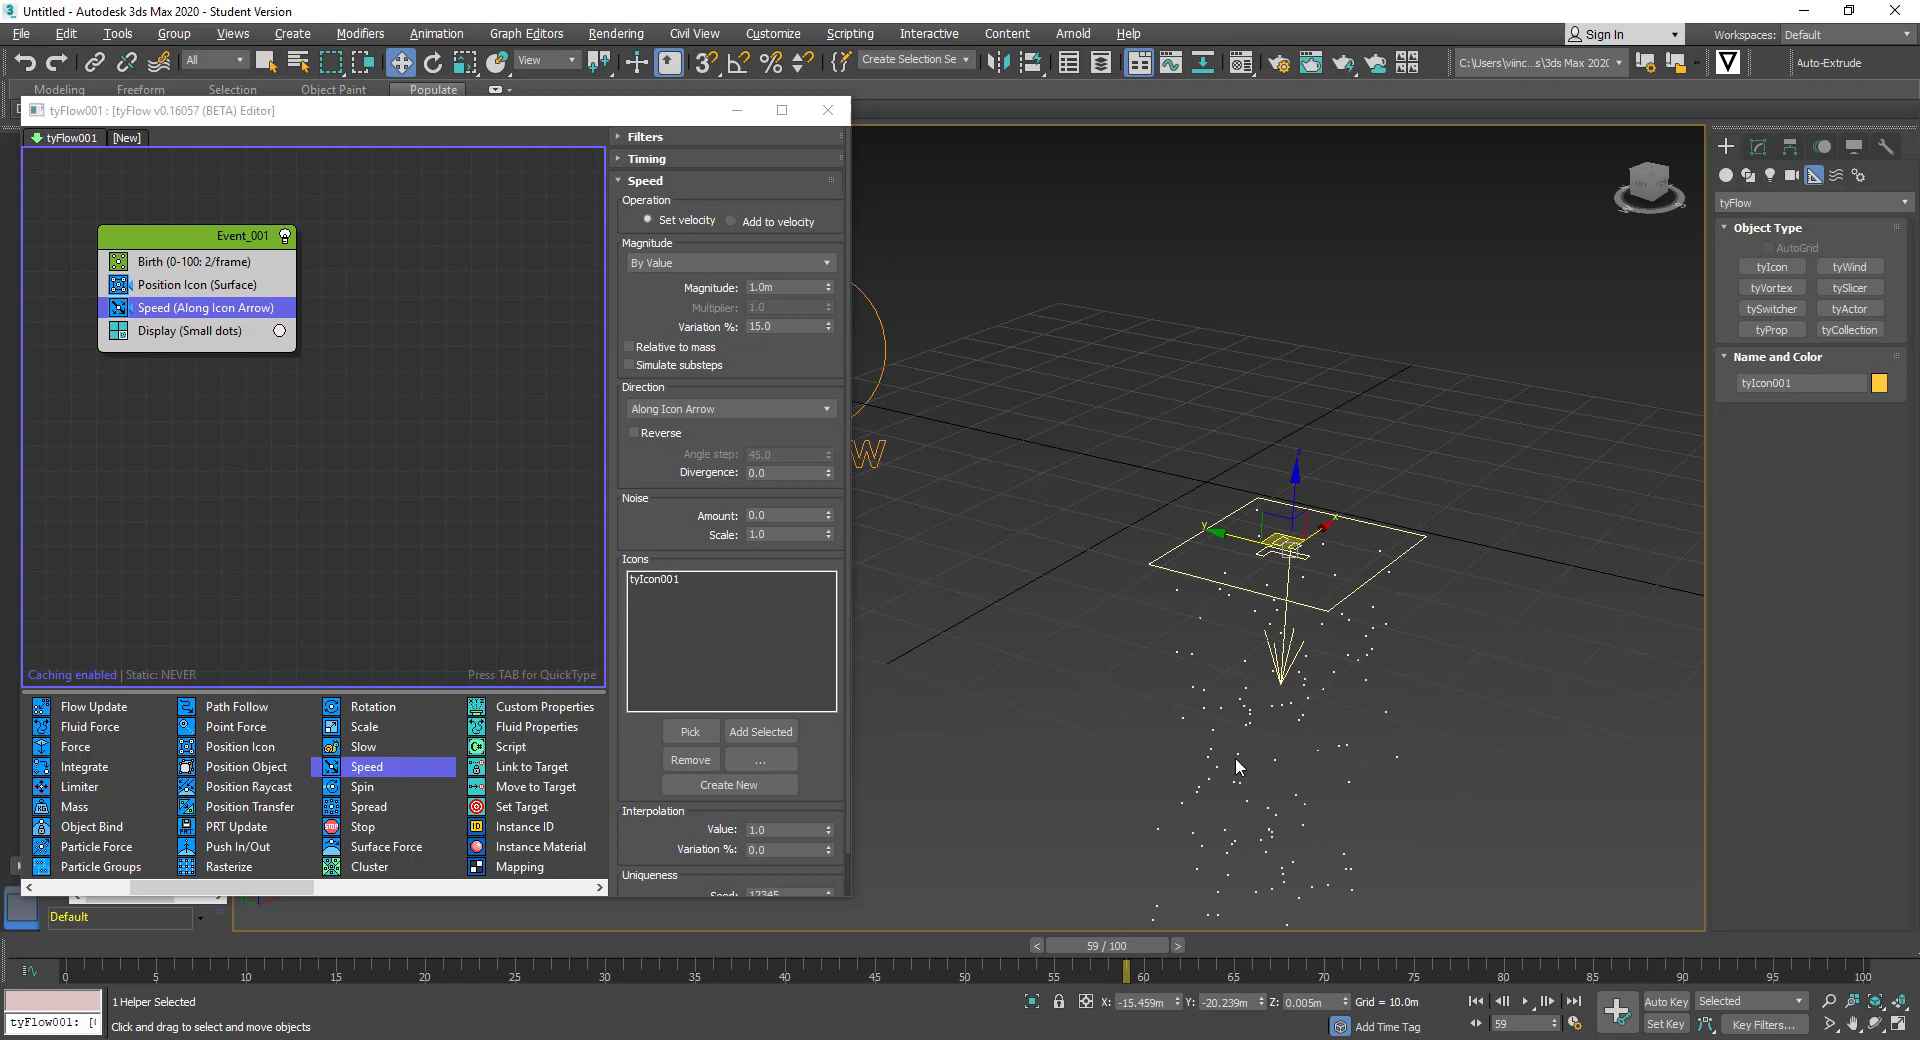 Untitled - Autodesk 3ds Max 2020 - Student Version
File Edit Tools Group Views Create Modifiers Animation Graph Editors Rendering Civil View Customize Scripting Interactive Content Arnold Help
Sign In Workspaces: Default
All View Create Selection Se C:\Users\viinc...s\3ds Max 2020 Auto-Extrude
Modeling Freeform Selection Object Paint Populate
tyFlow001 : [tyFlow v0.16057 (BETA) Editor]
tyFlow001 [New]
Event_001
Birth (0-100: 2/frame)
Position Icon (Surface)
Speed (Along Icon Arrow)
Display (Small dots)
Caching enabled | Static: NEVER
Press TAB for QuickType
Flow Update Path Follow Rotation Custom Properties
Fluid Force Point Force Scale Fluid Properties
Force Position Icon Slow Script
Integrate Position Object Speed Link to Target
Limiter Position Raycast Spin Move to Target
Mass Position Transfer Spread Set Target
Object Bind PRT Update Stop Instance ID
Particle Force Push In/Out Surface Force Instance Material
Particle Groups Rasterize Cluster Mapping
Filters
Timing
Speed
Operation
Set velocity Add to velocity
Magnitude
By Value
Magnitude: 1.0m
Multiplier: 1.0
Variation %: 15.0
Relative to mass
Simulate substeps
Direction
Along Icon Arrow
Reverse
Angle step: 45.0
Divergence: 0.0
Noise
Amount: 0.0
Scale: 1.0
Icons
tyIcon001
Pick Add Selected
Remove ...
Create New
Interpolation
Value: 1.0
Variation %: 0.0
Uniqueness
Seed: 12345
W
z
y
x
tyFlow
Object Type
AutoGrid
tyIcon tyWind
tyVortex tySlicer
tySwitcher tyActor
tyProp tyCollection
Name and Color
tyIcon001
Default
< 59 / 100 >
0 5 10 15 20 25 30 35 40 45 50 55 60 65 70 75 80 85 90 95 100
1 Helper Selected
X: -15.459m Y: -20.239m Z: 0.005m Grid = 10.0m
Auto Key Selected
tyFlow001: [(
Click and drag to select and move objects
Add Time Tag
59
Set Key Key Filters...